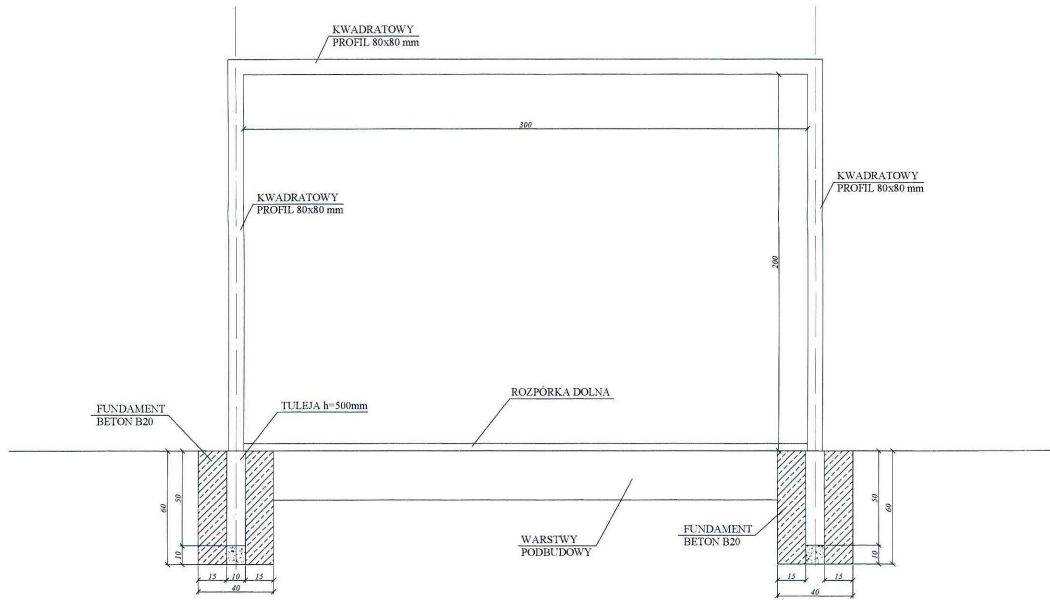 KWADRATOWY
PROFIL 80x80 mm
300
KWADRATOWY
PROFIL 80x80 mm
KWADRATOWY
PROFIL 80x80 mm
200
ROZPÓRKA DOLNA
FUNDAMENT
BETON B20
TULEJA h=500mm
60
50
10
15
10
15
40
WARSTWY
PODBUDOWY
FUNDAMENT
BETON B20
50
60
10
15
15
40